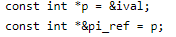 const int *p = &ival;
const int *&pi_ref = p;